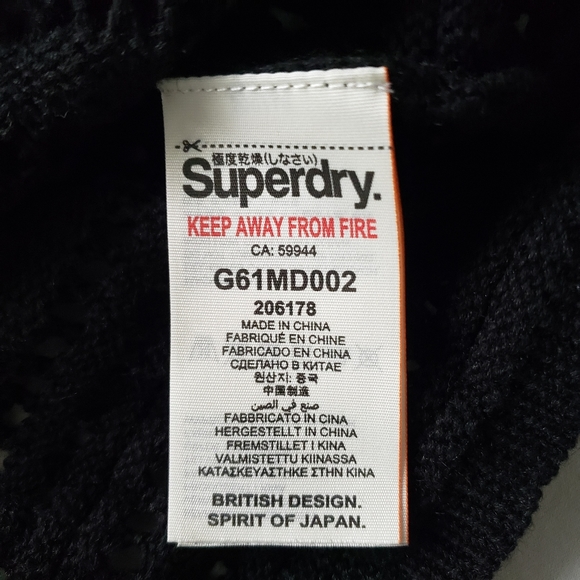 極度乾燥(しなさい)
Superdry.
KEEP AWAY FROM FIRE
CA: 59944
G61MD002
206178
MADE IN CHINA
FABRIQUÉ EN CHINE
FABRICADO EN CHINA
СДЕЛАНО В КИТАЕ
원산지: 중국
中国制造
صنع في الصين
FABBRICATO IN CINA
HERGESTELLT IN CHINA
FREMSTILLET I KINA
VALMISTETTU KIINASSA
ΚΑΤΑΣΚΕΥΑΣΤΗΚΕ ΣΤΗΝ ΚΙΝΑ
BRITISH DESIGN.
SPIRIT OF JAPAN.